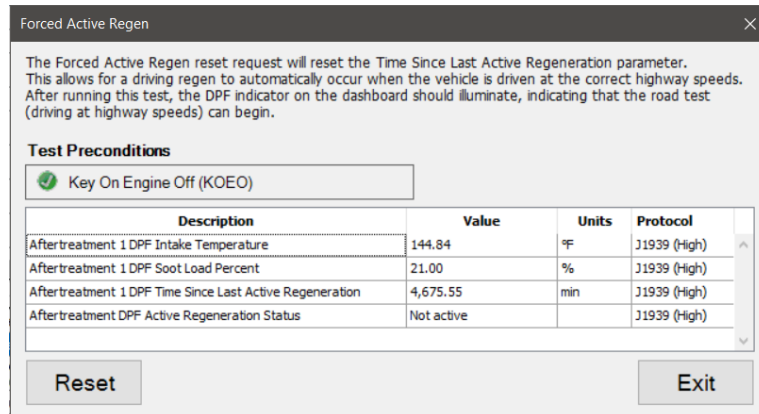 Forced Active Regen
The Forced Active Regen reset request will reset the Time Since Last Active Regeneration parameter.
This allows for a driving regen to automatically occur when the vehicle is driven at the correct highway speeds.
After running this test, the DPF indicator on the dashboard should illuminate, indicating that the road test
(driving at highway speeds) can begin.
Test Preconditions
Key On Engine Off (KOEO)
Description Value Units Protocol
Aftertreatment 1 DPF Intake Temperature 144.84 °F J1939 (High)
Aftertreatment 1 DPF Soot Load Percent 21.00 % J1939 (High)
Aftertreatment 1 DPF Time Since Last Active Regeneration 4,675.55 min J1939 (High)
Aftertreatment DPF Active Regeneration Status Not active J1939 (High)
Reset Exit